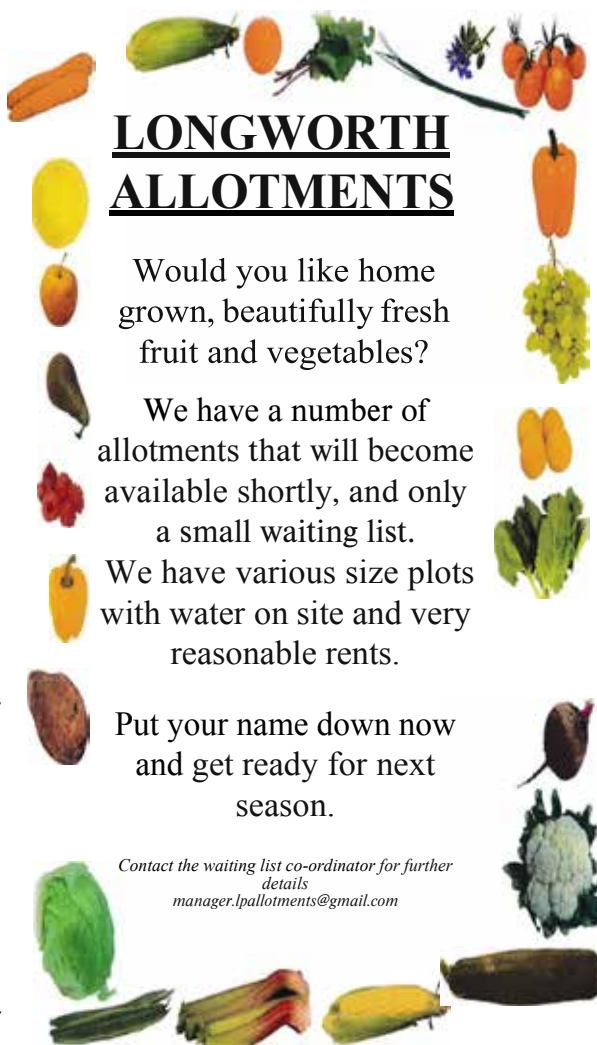 LONGWORTH
ALLOTMENTS
Would you like home
grown, beautifully fresh
fruit and vegetables?
We have a number of
allotments that will become
available shortly, and only
a small waiting list.
We have various size plots
with water on site and very
reasonable rents.
Put your name down now
and get ready for next
season.
Contact the waiting list co-ordinator for further
details
manager.lpallotments@gmail.com